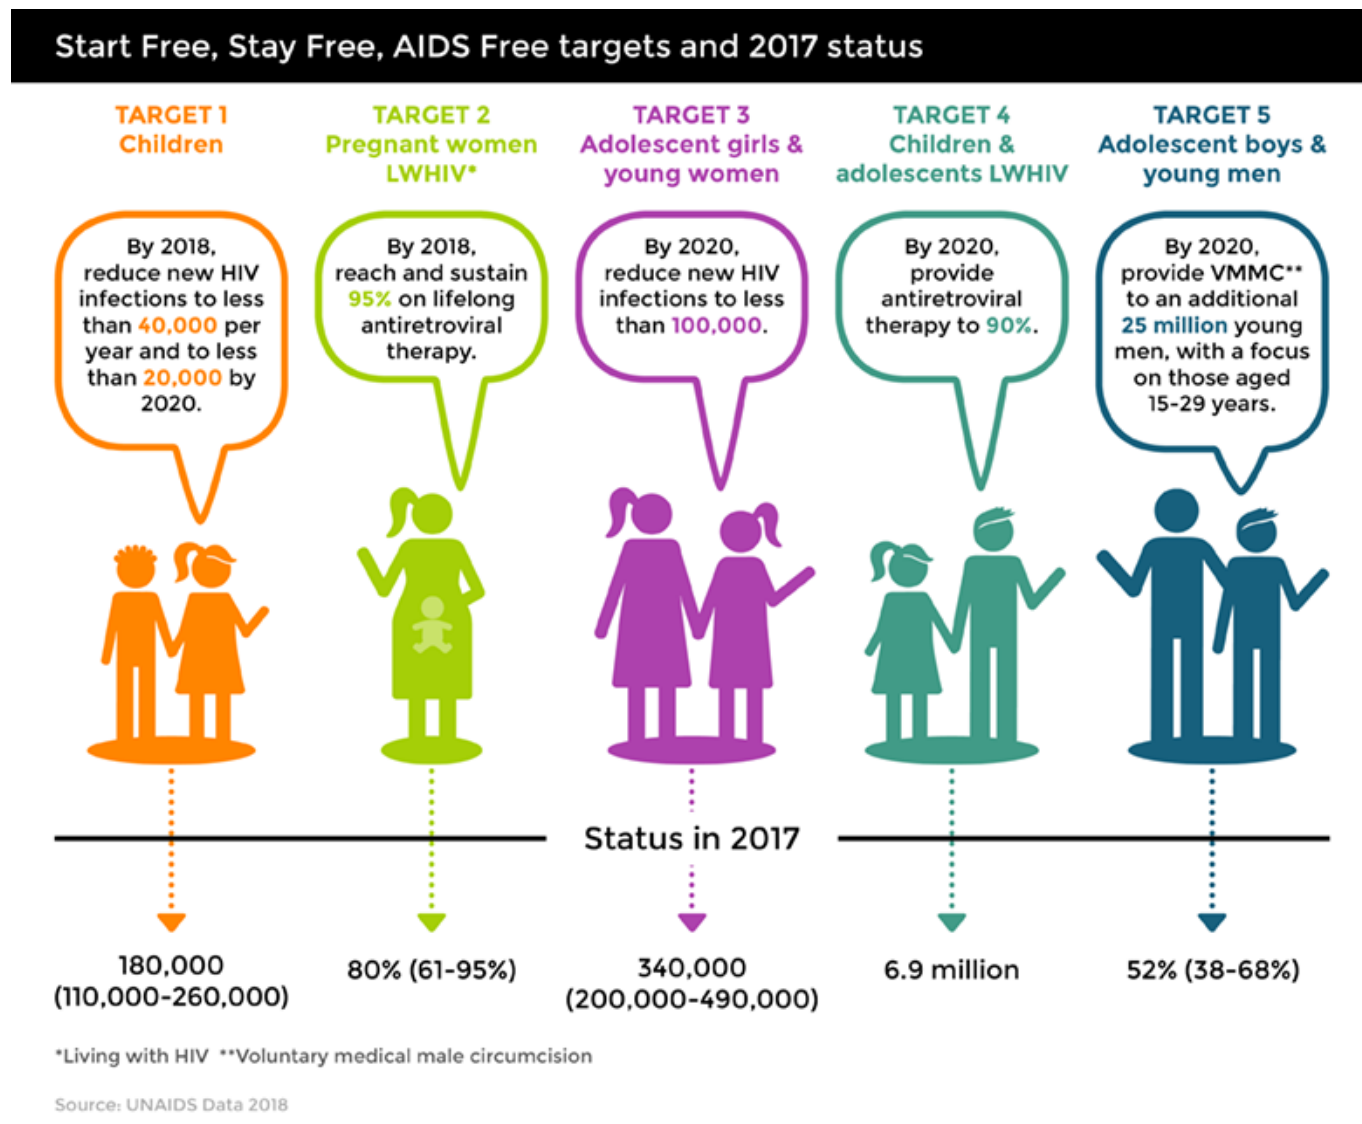 Start Free, Stay Free, AIDS Free targets and 2017 status
TARGET 1
Children
By 2018,
reduce new HIV
infections to less
than 40,000 per
year and to less
than 20,000 by
2020.
TARGET 2
Pregnant women
LWHIV*
By 2018,
reach and sustain
95% on lifelong
antiretroviral
therapy.
TARGET 3
Adolescent girls &
young women
By 2020,
reduce new HIV
infections to less
than 100,000.
TARGET 4
Children &
adolescents LWHIV
By 2020,
provide
antiretroviral
therapy to 90%.
TARGET 5
Adolescent boys &
young men
By 2020,
provide VMMC**
to an additional
25 million young
men, with a focus
on those aged
15-29 years.
Status in 2017
180,000
(110,000-260,000)
80% (61-95%)
340,000
(200,000-490,000)
6.9 million
52% (38-68%)
*Living with HIV **Voluntary medical male circumcision
Source: UNAIDS Data 2018